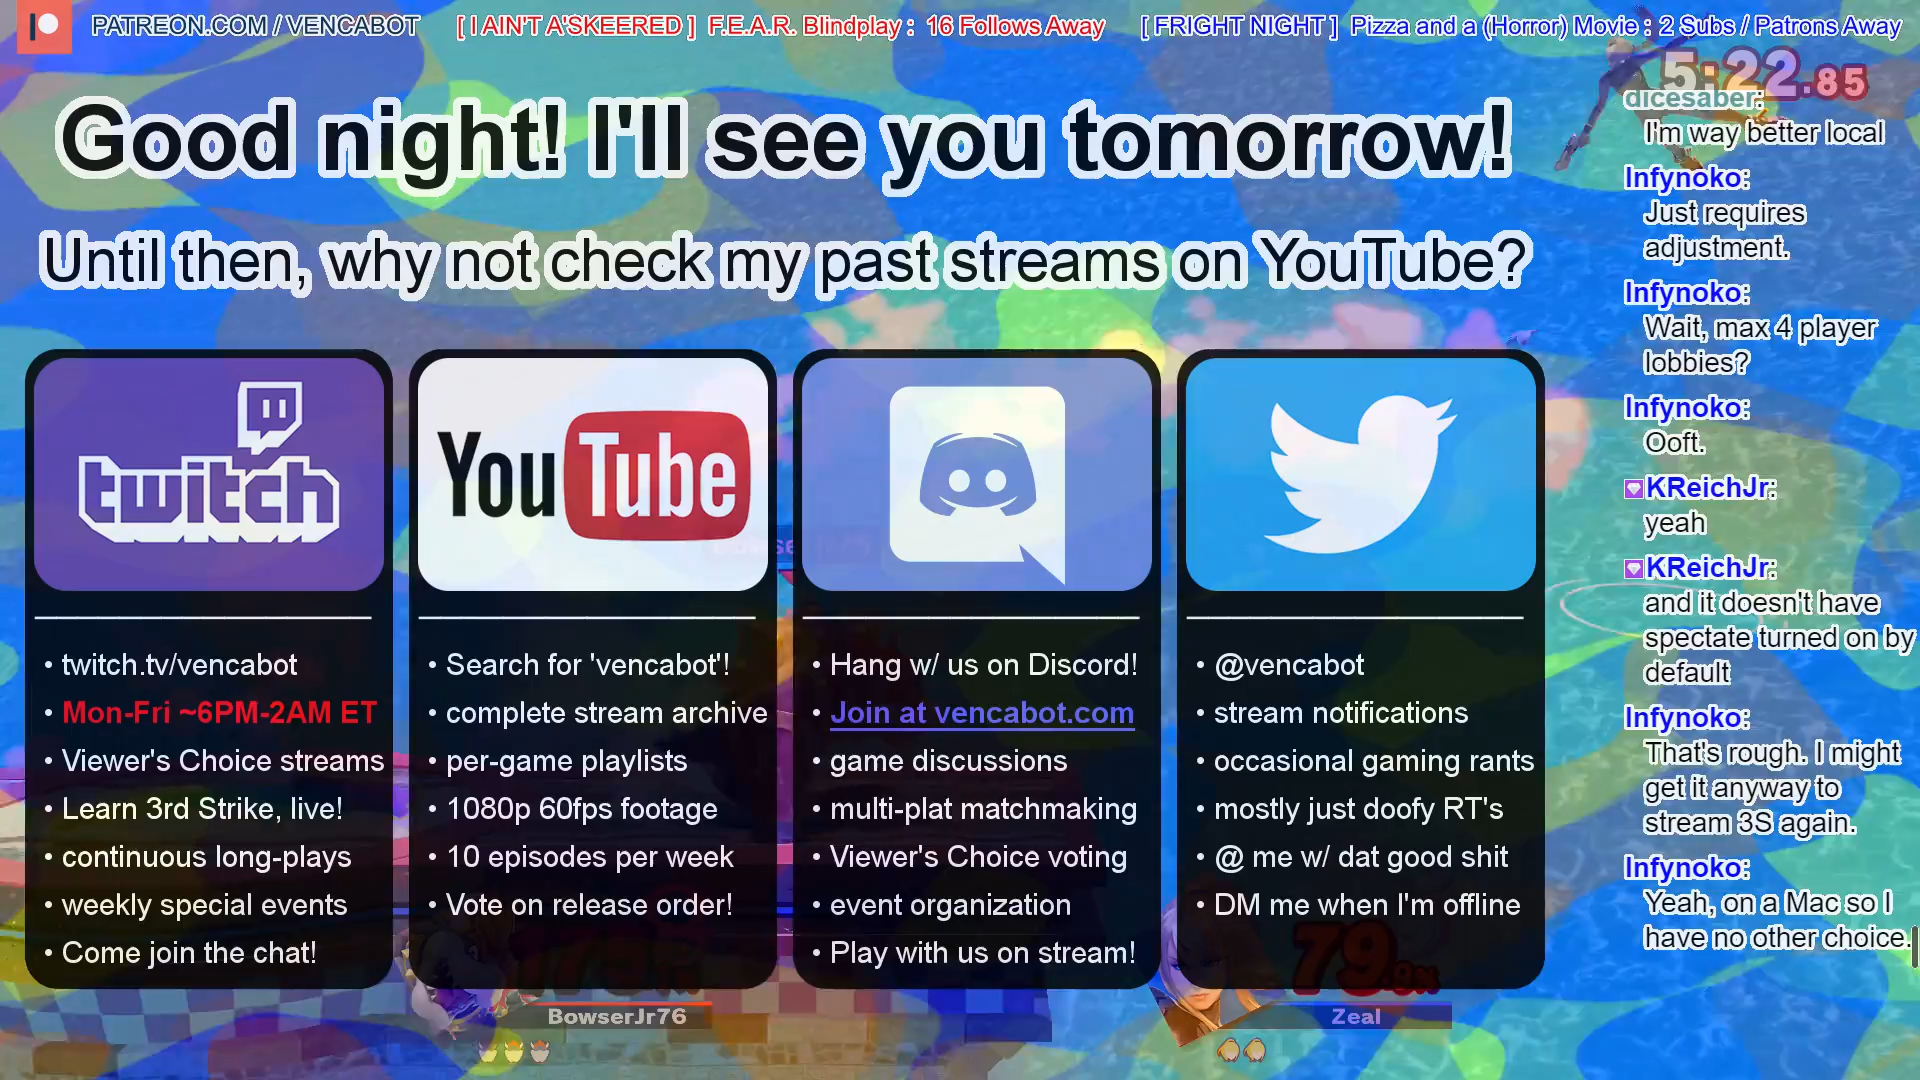 PATREON.COM / VENCABOT
[ I AIN'T A'SKEERED ] F.E.A.R. Blindplay : 16 Follows Away
[ FRIGHT NIGHT ] Pizza and a (Horror) Movie : 2 Subs / Patrons Away
5:22.85
Good night! I'll see you tomorrow!
Until then, why not check my past streams on YouTube?
twitch
• twitch.tv/vencabot
• Mon-Fri ~6PM-2AM ET
• Viewer's Choice streams
• Learn 3rd Strike, live!
• continuous long-plays
• weekly special events
• Come join the chat!
YouTube
• Search for 'vencabot'!
• complete stream archive
• per-game playlists
• 1080p 60fps footage
• 10 episodes per week
• Vote on release order!
• Hang w/ us on Discord!
• Join at vencabot.com
• game discussions
• multi-plat matchmaking
• Viewer's Choice voting
• event organization
• Play with us on stream!
• @vencabot
• stream notifications
• occasional gaming rants
• mostly just doofy RT's
• @ me w/ dat good shit
• DM me when I'm offline
dicesaber:
I'm way better local
Infynoko:
Just requires
adjustment.
Infynoko:
Wait, max 4 player
lobbies?
Infynoko:
Ooft.
KReichJr:
yeah
KReichJr:
and it doesn't have
spectate turned on by
default
Infynoko:
That's rough. I might
get it anyway to
stream 3S again.
Infynoko:
Yeah, on a Mac so I
have no other choice.
BowserJr76
Zeal